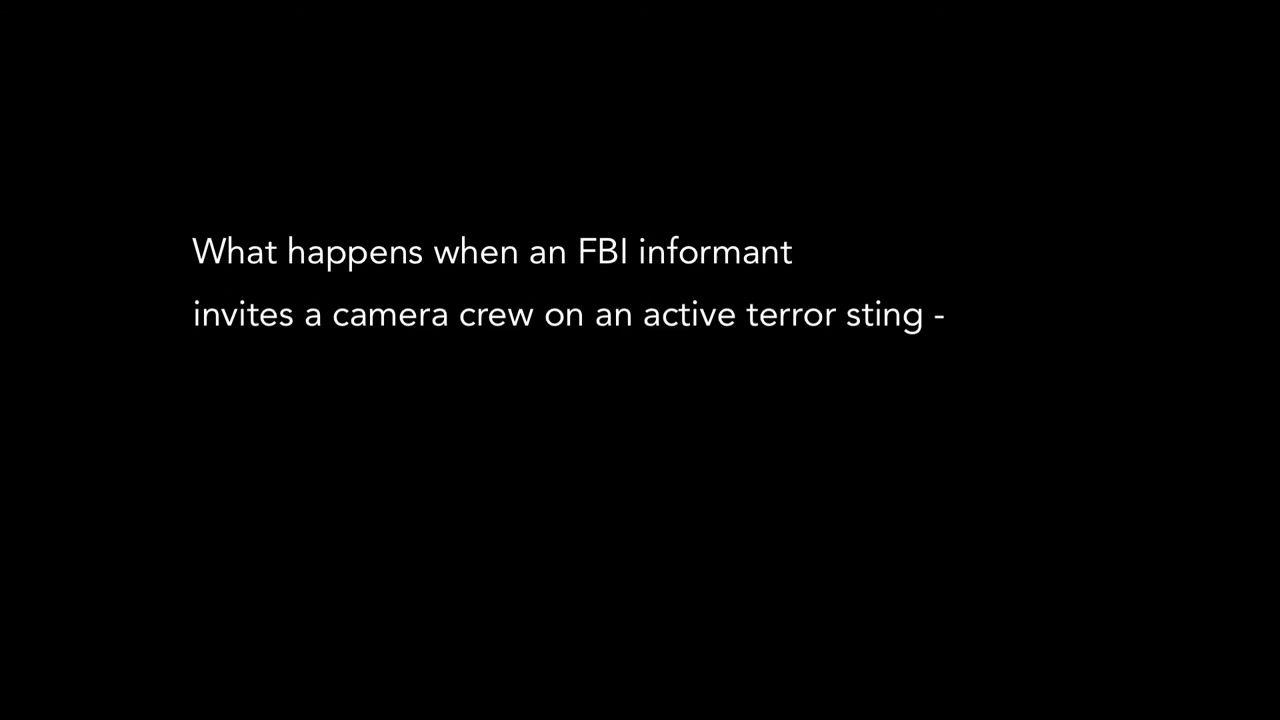 What happens when an FBI informant
invites a camera crew on an active terror sting -